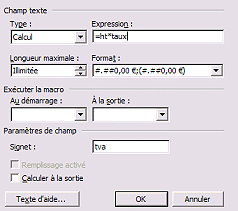 Champ texte
Type : Expression :
Calcul =ht*taux
Longueur maximale : Format :
Illimitée #.##0,00 €;(#.##0,00 €)
Exécuter la macro
Au démarrage : À la sortie :
Paramètres de champ
Signet : tva
Remplissage activé
Calculer à la sortie
Texte d'aide... OK Annuler